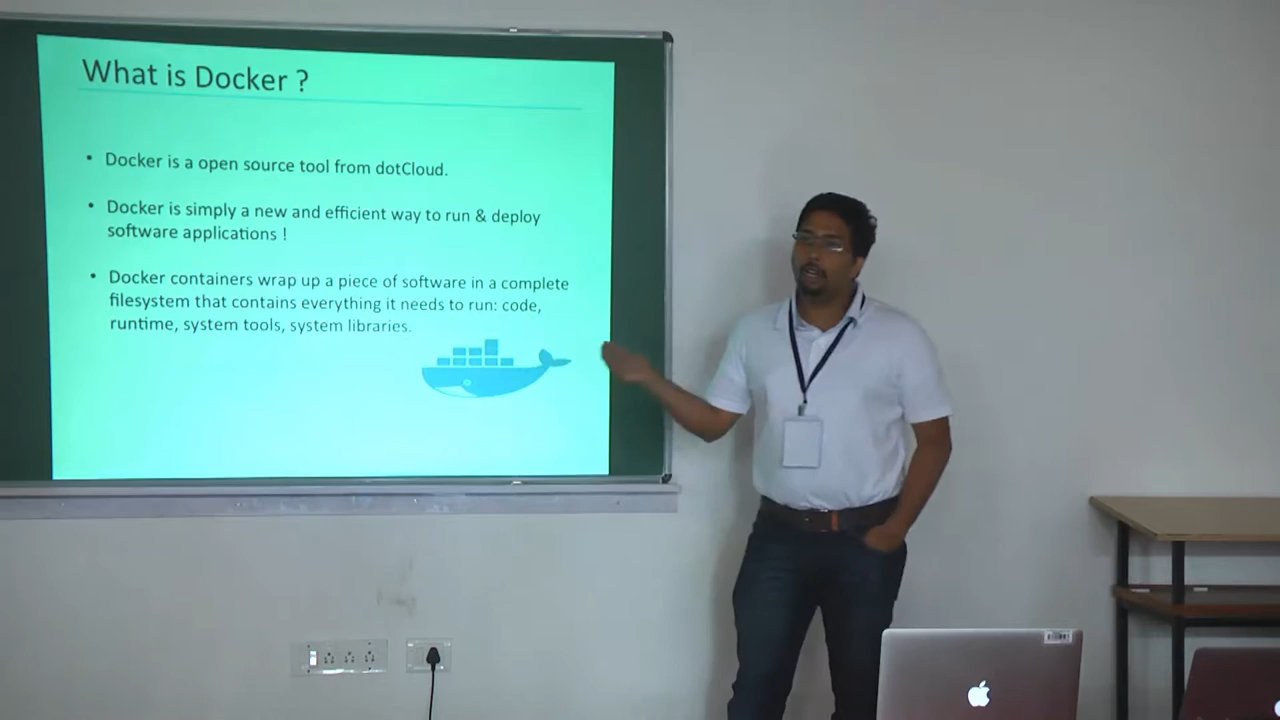 What is Docker ?
• Docker is a open source tool from dotCloud.
• Docker is simply a new and efficient way to run & deploy
software applications !
• Docker containers wrap up a piece of software in a complete
filesystem that contains everything it needs to run: code,
runtime, system tools, system libraries.